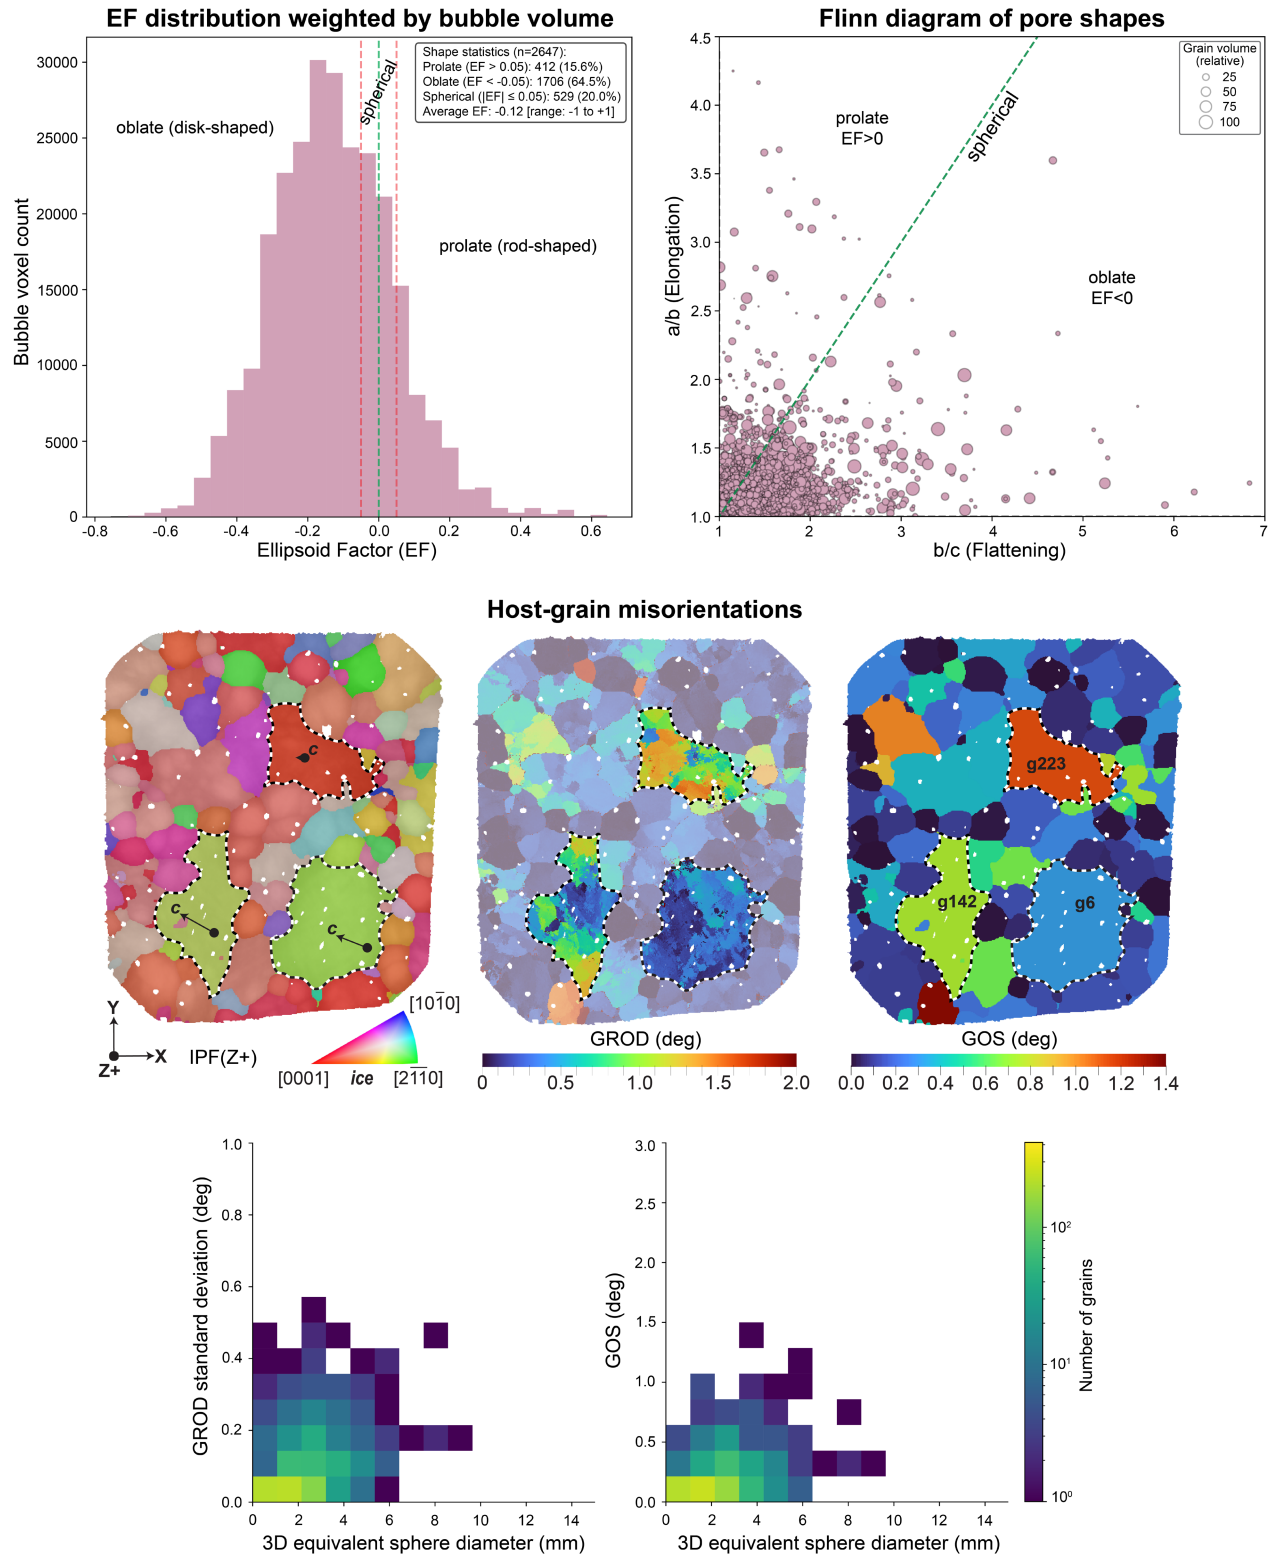 EF distribution weighted by bubble volume
30000
25000
20000
15000
10000
5000
0
Bubble voxel count
oblate (disk-shaped)
spherical
prolate (rod-shaped)
Shape statistics (n=2647):
Prolate (EF > 0.05): 412 (15.6%)
Oblate (EF < -0.05): 1706 (64.5%)
Spherical (|EF| ≤ 0.05): 529 (20.0%)
Average EF: -0.12 [range: -1 to +1]
-0.8 -0.6 -0.4 -0.2 0.0 0.2 0.4 0.6
Ellipsoid Factor (EF)
Flinn diagram of pore shapes
4.5
4.0
3.5
3.0
2.5
2.0
1.5
1.0
a/b (Elongation)
prolate
EF>0
spherical
oblate
EF<0
Grain volume
(relative)
25
50
75
100
1 2 3 4 5 6 7
b/c (Flattening)
Host-grain misorientations
c
c
c
Y
X
Z+
IPF(Z+)
[101̅0]
[0001]
ice
[21̅1̅0]
GROD (deg)
0 0.5 1.0 1.5 2.0
g223
g142
g6
GOS (deg)
0.0 0.2 0.4 0.6 0.8 1.0 1.2 1.4
1.0
0.8
0.6
0.4
0.2
0.0
GROD standard deviation (deg)
0 2 4 6 8 10 12 14
3D equivalent sphere diameter (mm)
3.0
2.5
2.0
1.5
1.0
0.5
0.0
GOS (deg)
0 2 4 6 8 10 12 14
3D equivalent sphere diameter (mm)
10²
10¹
10⁰
Number of grains